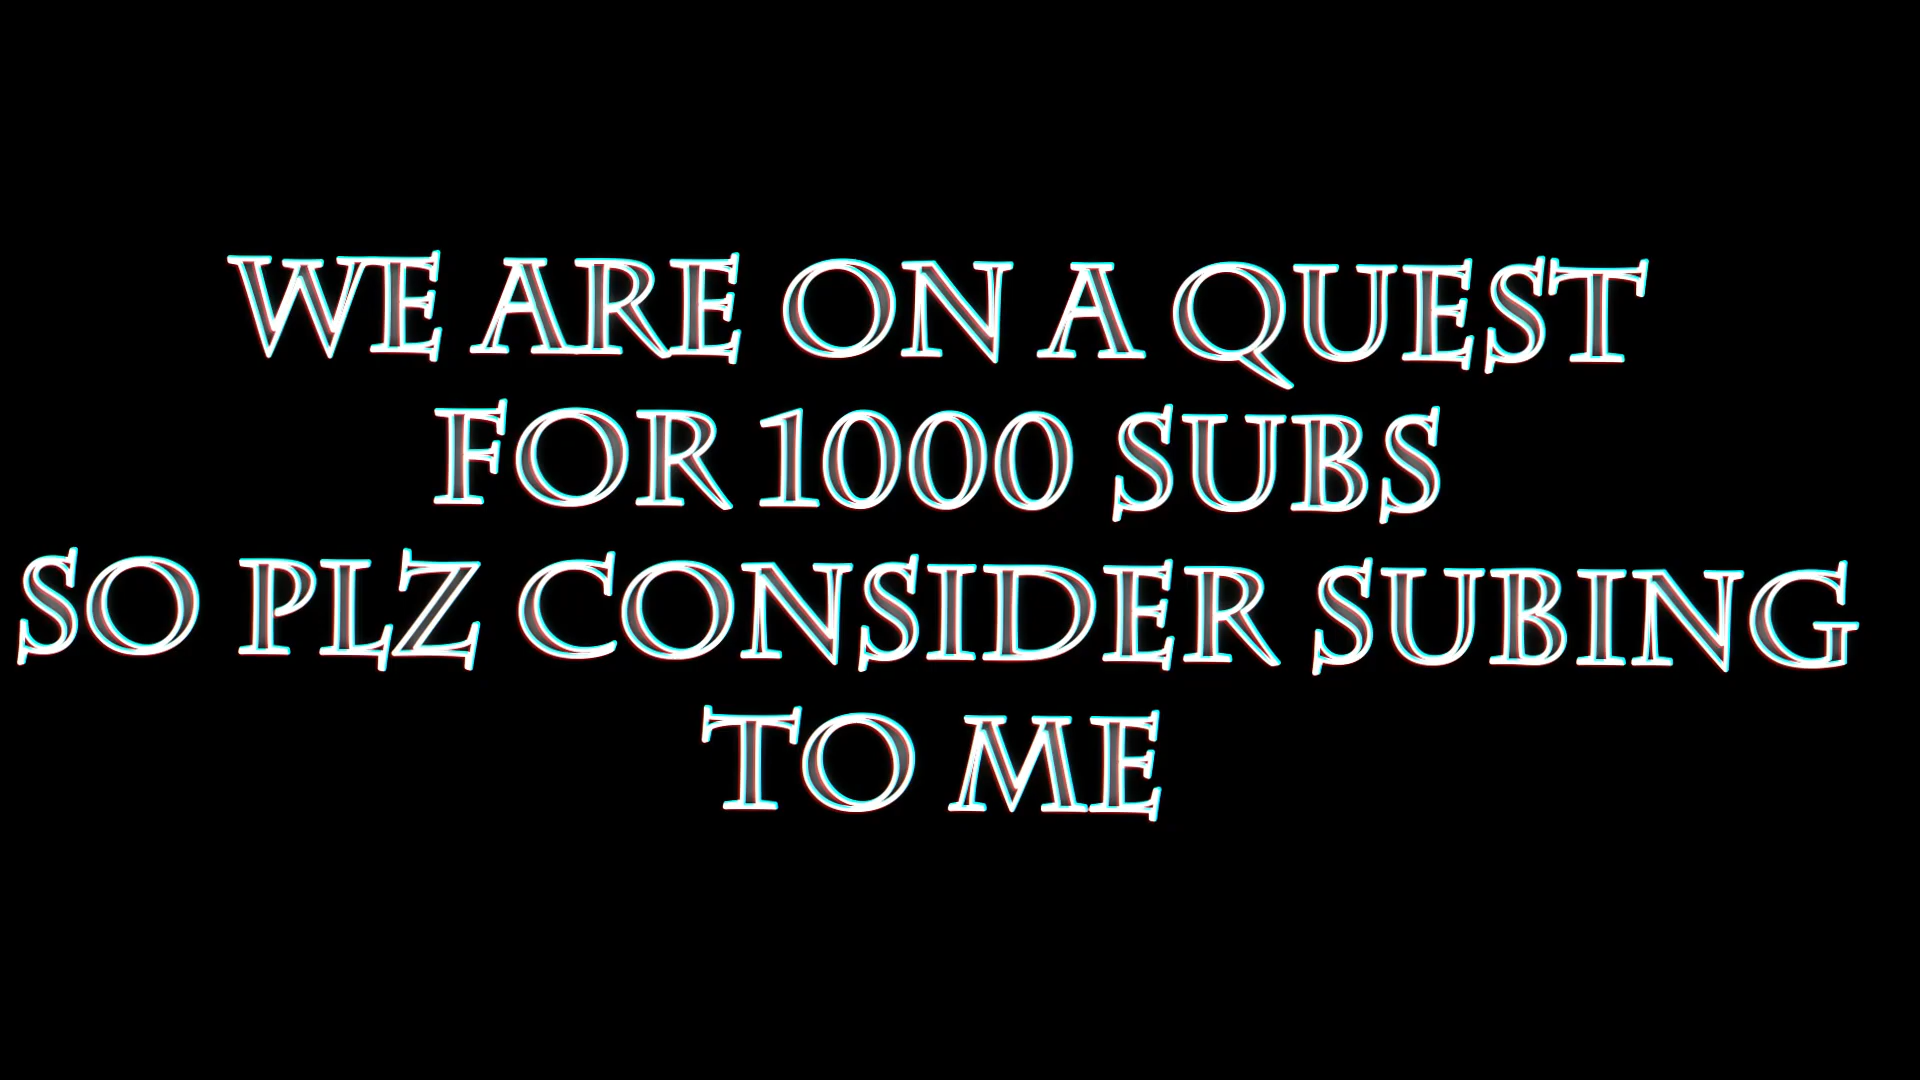 WE ARE ON A QUEST
FOR 1000 SUBS
SO PLZ CONSIDER SUBING
TO ME